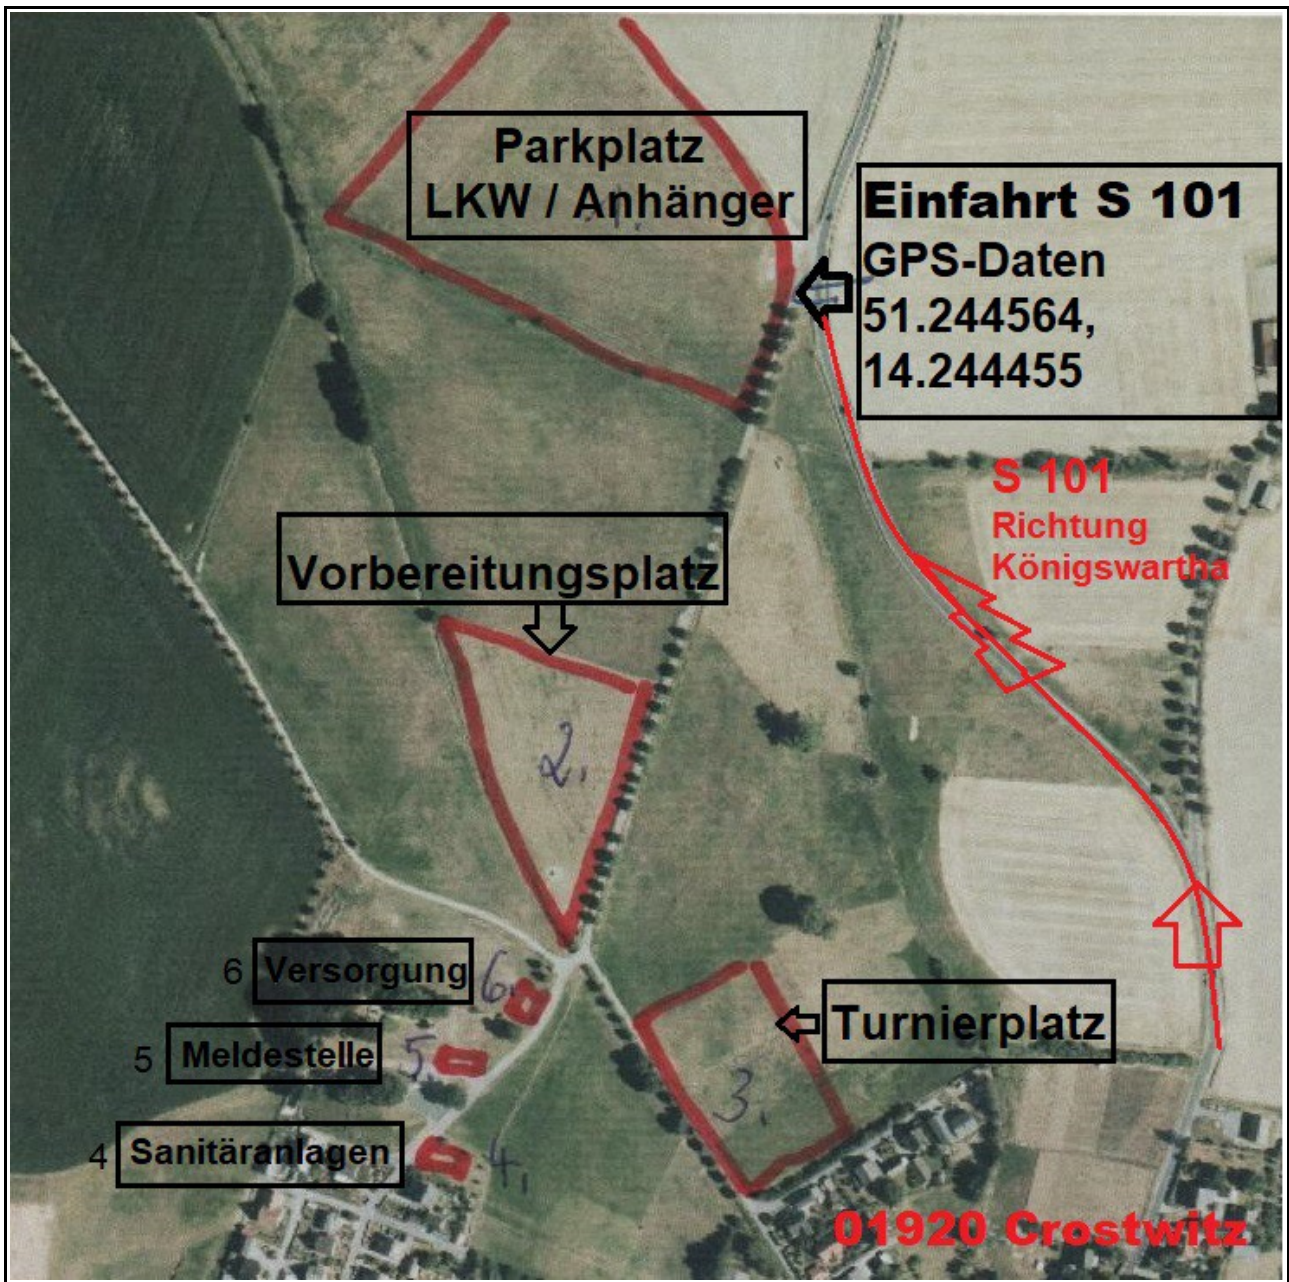 Parkplatz
LKW / Anhänger
1.
Einfahrt S 101
GPS-Daten
51.244564,
14.244455
S 101
Richtung
Königswartha
Vorbereitungsplatz
2.
6 Versorgung 6.
Turnierplatz
5 Meldestelle 5
3.
4 Sanitäranlagen 4.
01920 Crostwitz